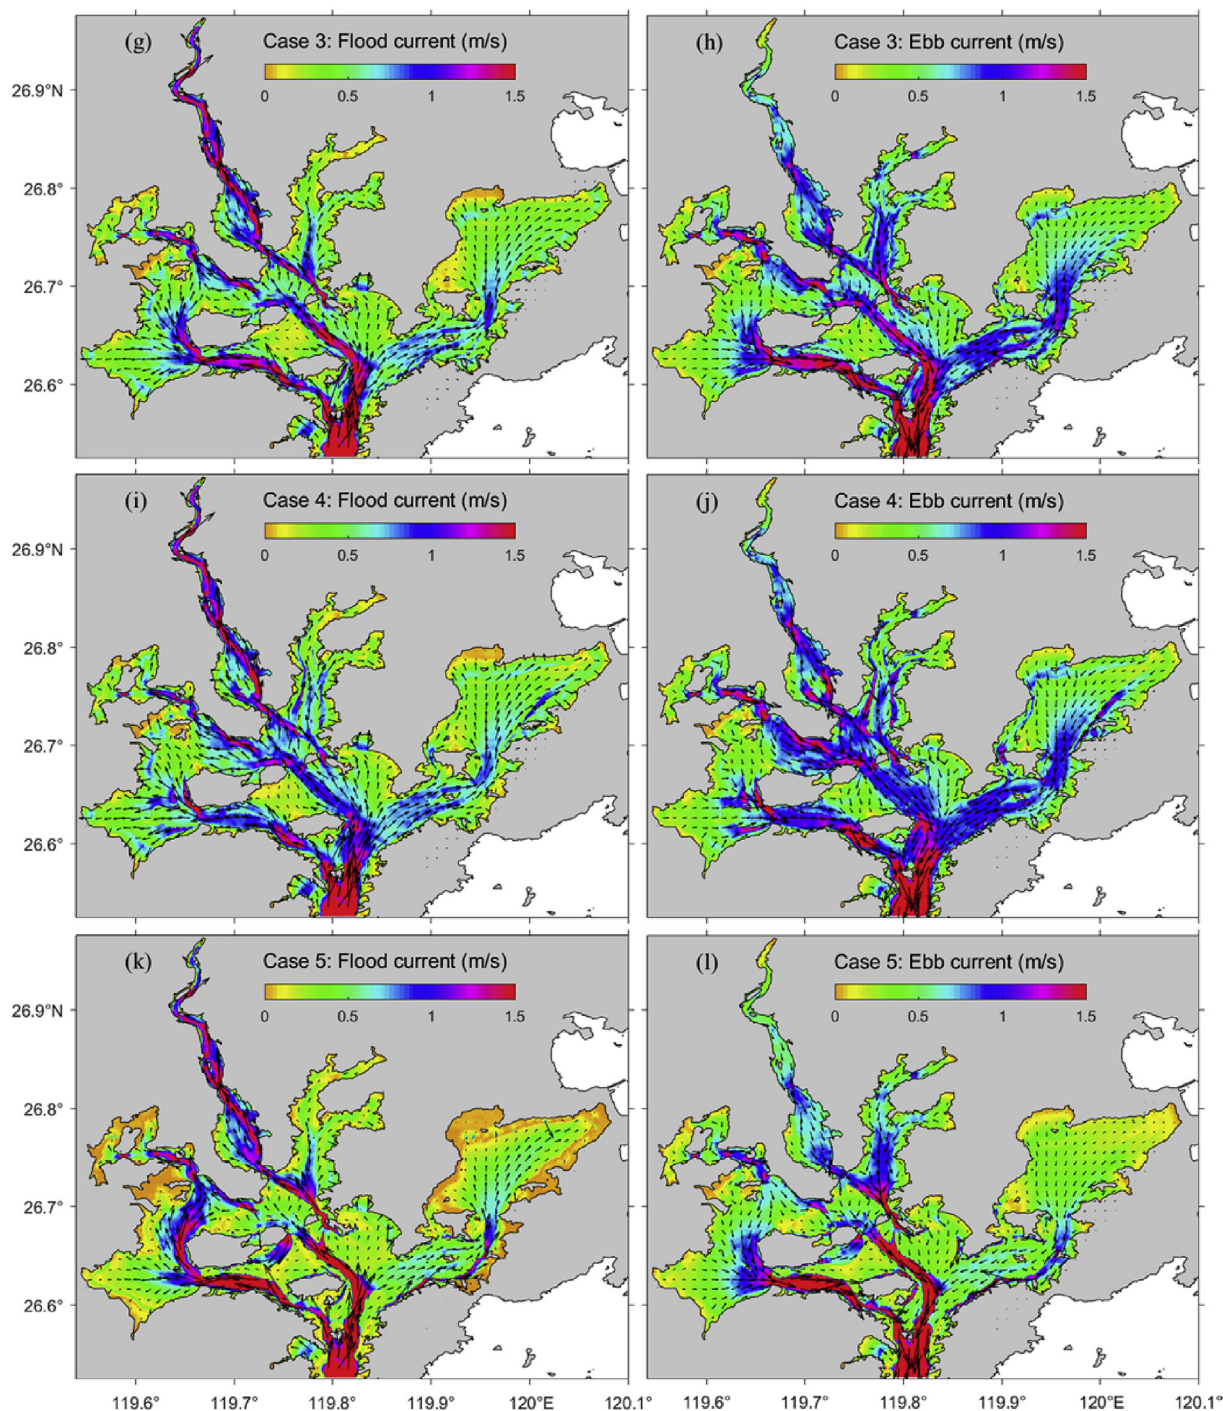 (g) Case 3: Flood current (m/s)
0 0.5 1 1.5
(h) Case 3: Ebb current (m/s)
0 0.5 1 1.5
26.9°N
26.8°
26.7°
26.6°
(i) Case 4: Flood current (m/s)
0 0.5 1 1.5
(j) Case 4: Ebb current (m/s)
0 0.5 1 1.5
26.9°N
26.8°
26.7°
26.6°
(k) Case 5: Flood current (m/s)
0 0.5 1 1.5
(l) Case 5: Ebb current (m/s)
0 0.5 1 1.5
26.9°N
26.8°
26.7°
26.6°
119.6° 119.7° 119.8° 119.9° 120°E 120.1° 119.6° 119.7° 119.8° 119.9° 120°E 120.1°